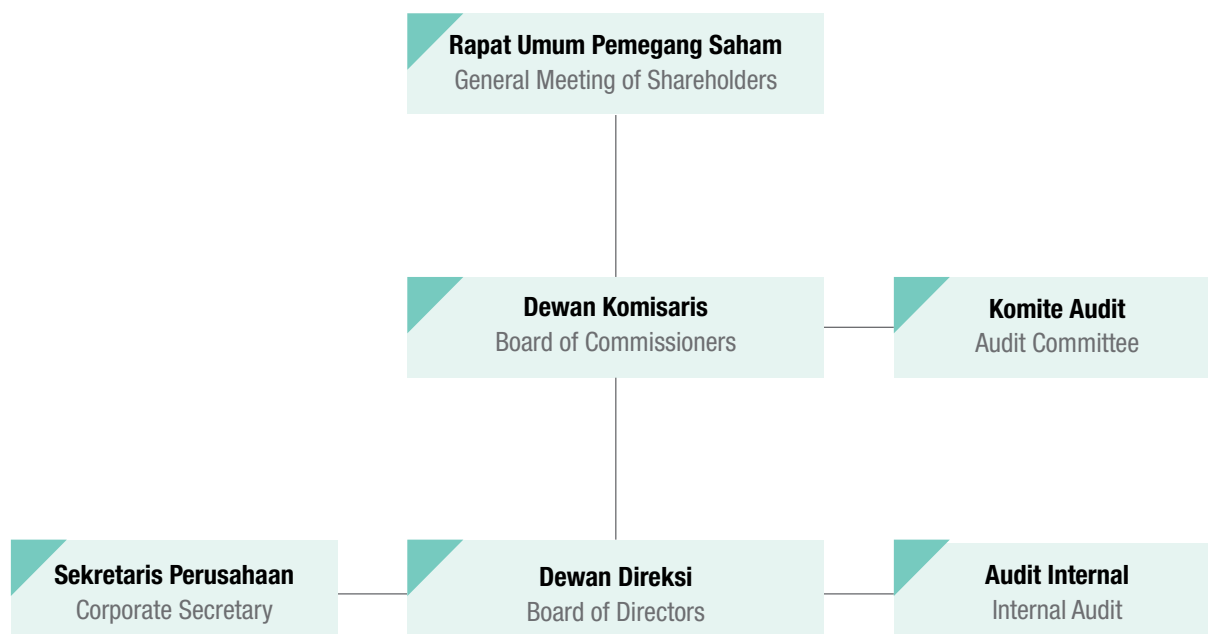 Rapat Umum Pemegang Saham
General Meeting of Shareholders
Dewan Komisaris
Board of Commissioners
Komite Audit
Audit Committee
Sekretaris Perusahaan
Corporate Secretary
Dewan Direksi
Board of Directors
Audit Internal
Internal Audit